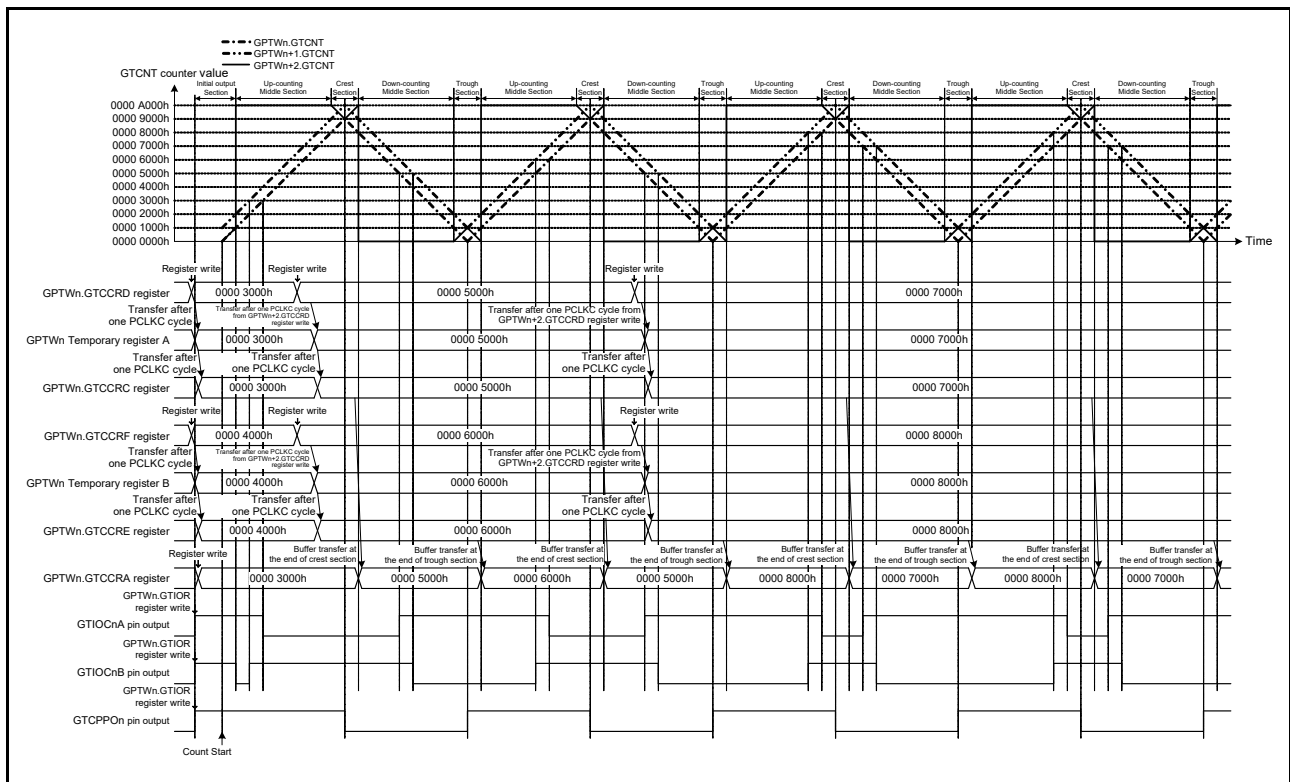 GPTWn.GTCNT
GPTWn+1.GTCNT
GPTWn+2.GTCNT
GTCNT counter value
Initial output
Section
Up-counting
Middle Section
Crest
Section
Down-counting
Middle Section
Trough
Section
Up-counting
Middle Section
Crest
Section
Down-counting
Middle Section
Trough
Section
Up-counting
Middle Section
Crest
Section
Down-counting
Middle Section
Trough
Section
Up-counting
Middle Section
Crest
Section
Down-counting
Middle Section
Trough
Section
0000 A000h
0000 9000h
0000 8000h
0000 7000h
0000 6000h
0000 5000h
0000 4000h
0000 3000h
0000 2000h
0000 1000h
0000 0000h
Time
Register write
Register write
Register write
GPTWn.GTCCRD register
0000 3000h
0000 5000h
0000 7000h
Transfer after
one PCLKC cycle
Transfer after one PCLKC cycle
from GPTWn+2.GTCCRD
register write
Transfer after one PCLKC cycle from
GPTWn+2.GTCCRD register write
GPTWn Temporary register A
0000 3000h
0000 5000h
0000 7000h
Transfer after
one PCLKC cycle
Transfer after
one PCLKC cycle
Transfer after
one PCLKC cycle
GPTWn.GTCCRC register
0000 3000h
0000 5000h
0000 7000h
Register write
Register write
Register write
GPTWn.GTCCRF register
0000 4000h
0000 6000h
0000 8000h
Transfer after
one PCLKC cycle
Transfer after one PCLKC cycle
from GPTWn+2.GTCCRD
register write
Transfer after one PCLKC cycle from
GPTWn+2.GTCCRD register write
GPTWn Temporary register B
0000 4000h
0000 6000h
0000 8000h
Transfer after
one PCLKC cycle
Transfer after
one PCLKC cycle
Transfer after
one PCLKC cycle
GPTWn.GTCCRE register
0000 4000h
0000 6000h
0000 8000h
Register write
Buffer transfer at
the end of crest section
Buffer transfer at
the end of trough section
Buffer transfer at
the end of crest section
Buffer transfer at
the end of trough section
Buffer transfer at
the end of crest section
Buffer transfer at
the end of trough section
Buffer transfer at
the end of crest section
Buffer transfer at
the end of trough section
GPTWn.GTCCRA register
0000 3000h
0000 5000h
0000 6000h
0000 5000h
0000 8000h
0000 7000h
0000 8000h
0000 7000h
GPTWn.GTIOR
register write
GTIOCnA pin output
GPTWn.GTIOR
register write
GTIOCnB pin output
GPTWn.GTIOR
register write
GTCPPOn pin output
Count Start